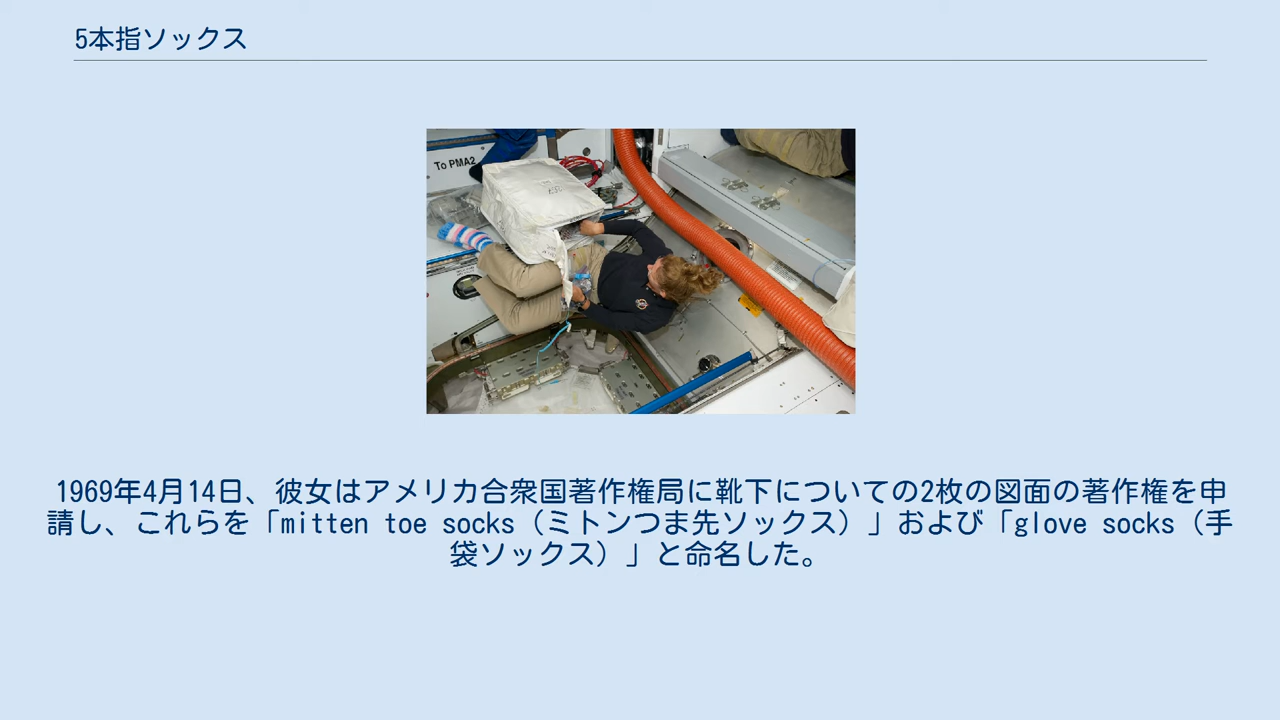 5本指ソックス
To PMA2
1969年4月14日、彼女はアメリカ合衆国著作権局に靴下についての2枚の図面の著作権を申
請し、これらを「mitten toe socks（ミトンつま先ソックス）」および「glove socks（手
袋ソックス）」と命名した。